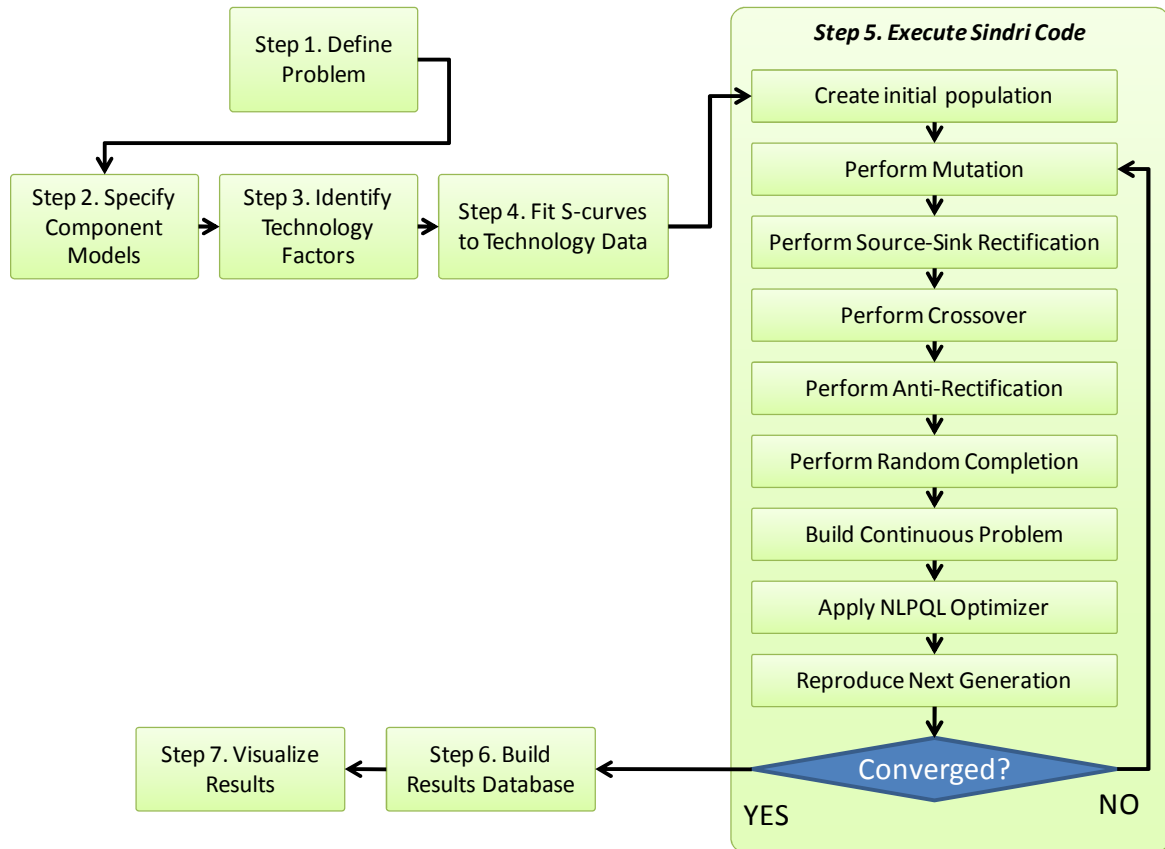 Step 1. Define
Problem
Step 2. Specify
Component
Models
Step 3. Identify
Technology
Factors
Step 4. Fit S-curves
to Technology Data
Step 5. Execute Sindri Code
Create initial population
Perform Mutation
Perform Source-Sink Rectification
Perform Crossover
Perform Anti-Rectification
Perform Random Completion
Build Continuous Problem
Apply NLPQL Optimizer
Reproduce Next Generation
Converged?
YES
NO
Step 6. Build
Results Database
Step 7. Visualize
Results